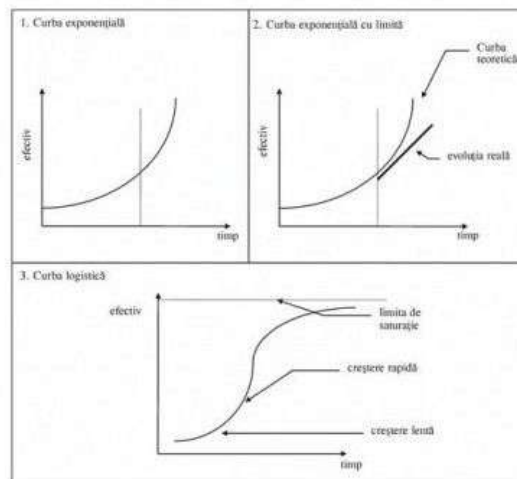 1. Curba exponențială
efectiv
timp
2. Curba exponențială cu limită
Curba
teoretică
efectiv
evoluția reală
timp
3. Curba logistică
efectiv
limita de
saturație
creștere rapidă
creștere lentă
timp